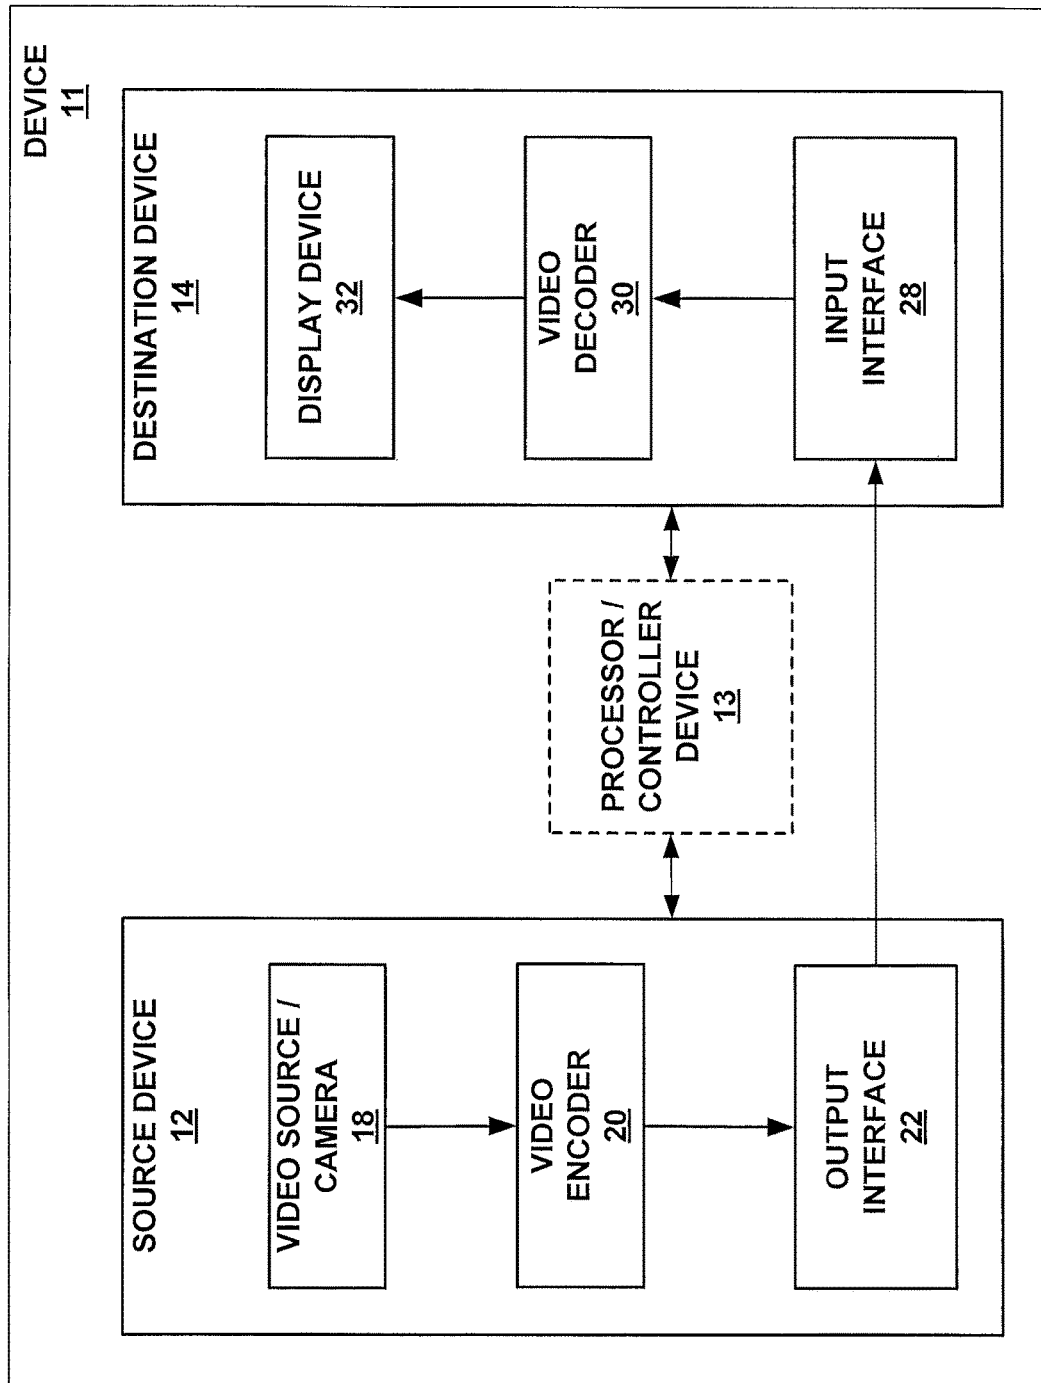 DEVICE
11
SOURCE DEVICE
12
VIDEO SOURCE /
CAMERA
18
VIDEO
ENCODER
20
OUTPUT
INTERFACE
22
PROCESSOR /
CONTROLLER
DEVICE
13
DESTINATION DEVICE
14
DISPLAY DEVICE
32
VIDEO
DECODER
30
INPUT
INTERFACE
28